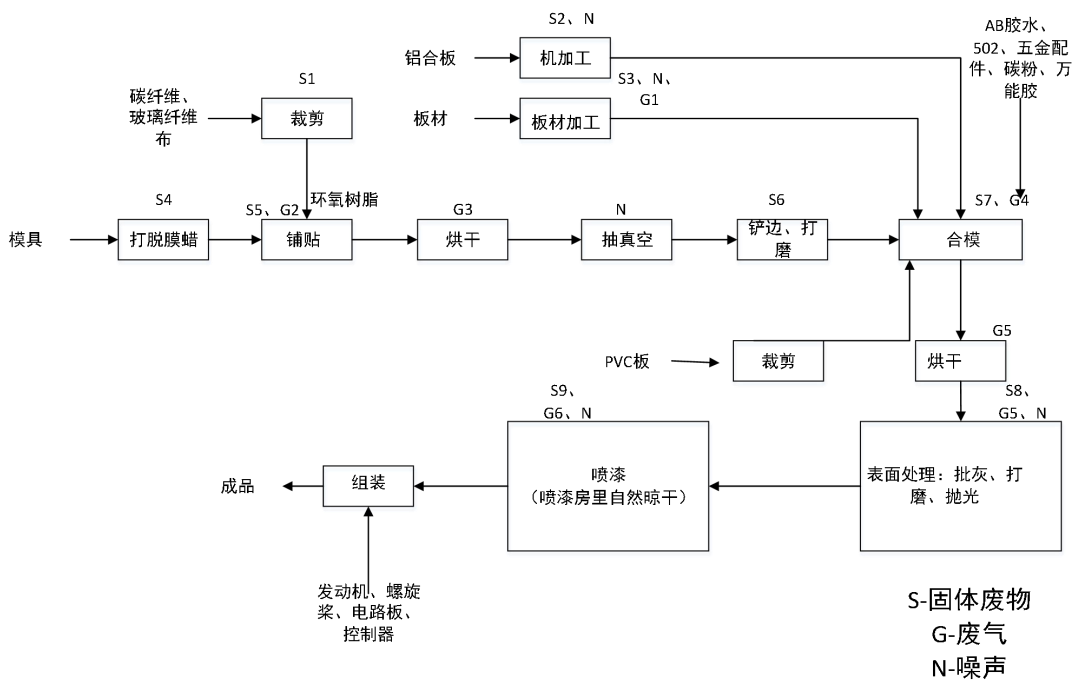 S2、N
铝合板
机加工
AB胶水、
502、五金配
件、碳粉、万
能胶
S1
S3、N、
G1
碳纤维、
玻璃纤维
布
裁剪
板材
板材加工
环氧树脂
S4
S5、G2
G3
N
S6
S7、G4
模具
打脱膜蜡
铺贴
烘干
抽真空
铲边、打
磨
合模
G5
PVC板
裁剪
烘干
S9、
G6、N
S8、
G5、N
成品
组装
喷漆
（喷漆房里自然晾干）
表面处理：批灰、打
磨、抛光
发动机、螺旋
桨、电路板、
控制器
S-固体废物
G-废气
N-噪声